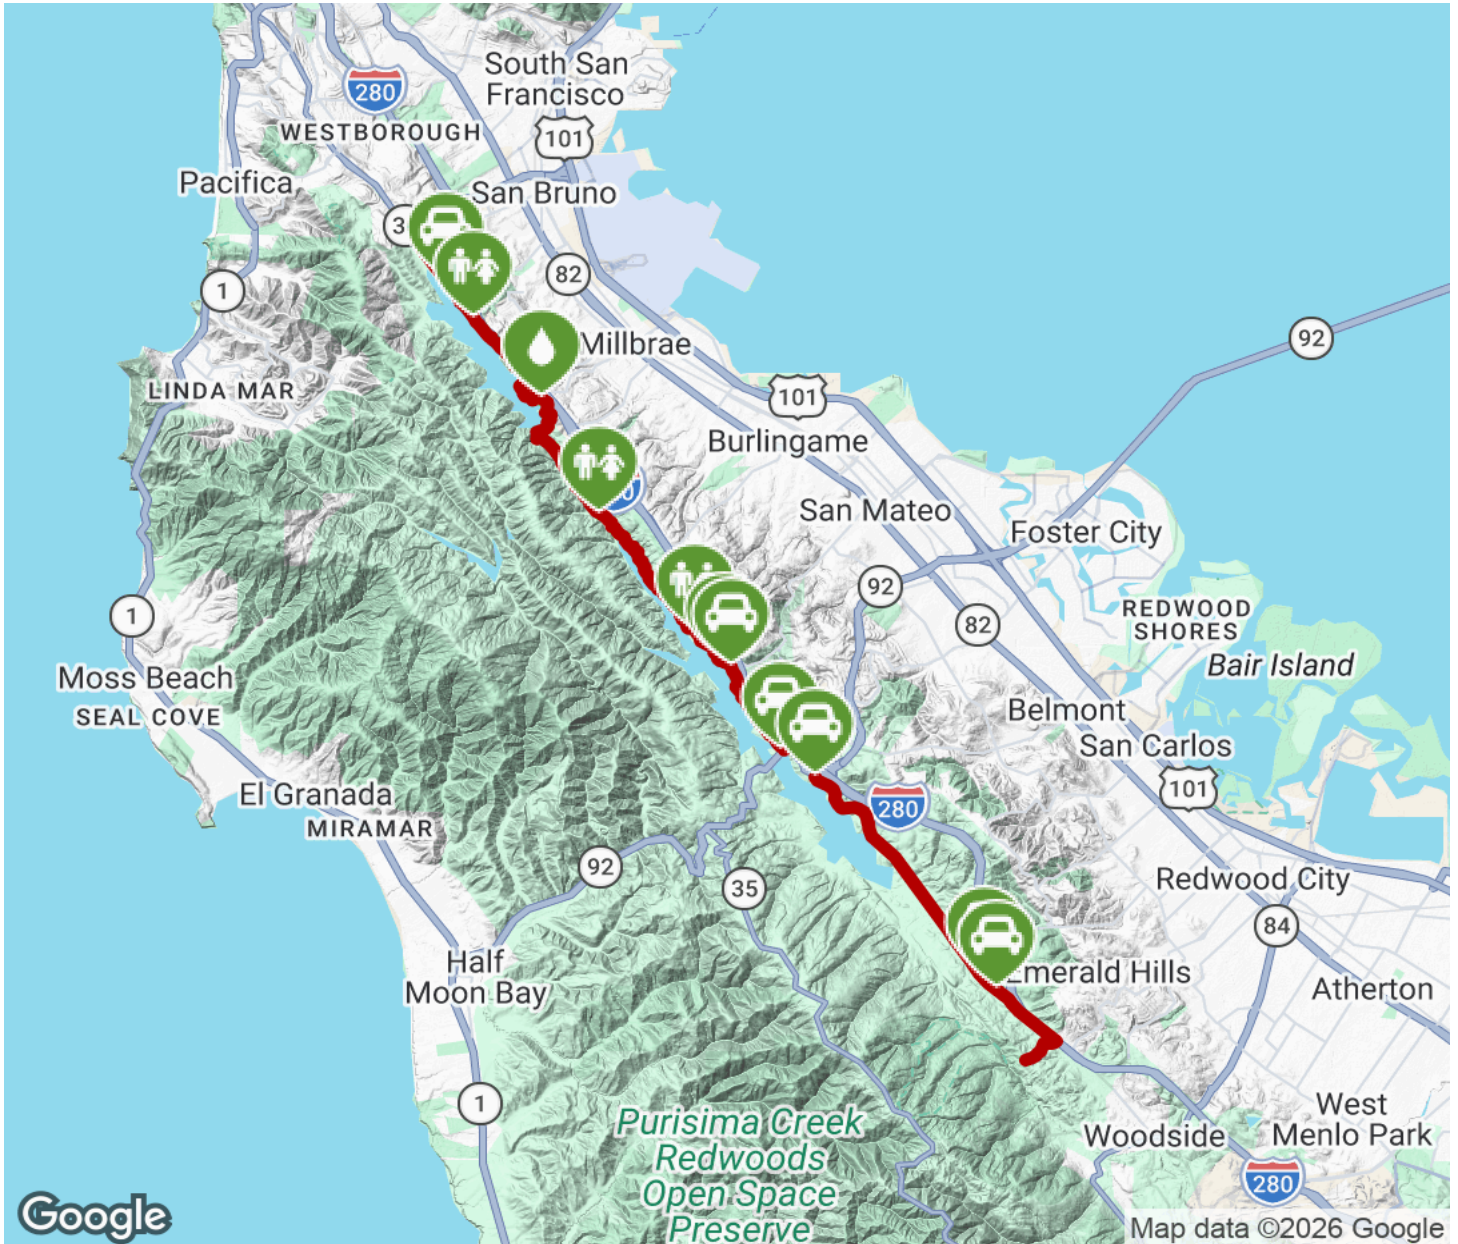 South San
Francisco
280
101
WESTBOROUGH
Pacifica
San Bruno
3
82
1
92
Millbrae
LINDA MAR
101
Burlingame
San Mateo
Foster City
92
1
REDWOOD
SHORES
82
Bair Island
Moss Beach
SEAL COVE
Belmont
San Carlos
101
El Granada
MIRAMAR
280
92
35
Redwood City
84
Half
Moon Bay
Emerald Hills
Atherton
1
Purisima Creek
Redwoods
Open Space
Preserve
West
Menlo Park
Woodside
280
Google
Map data ©2026 Google